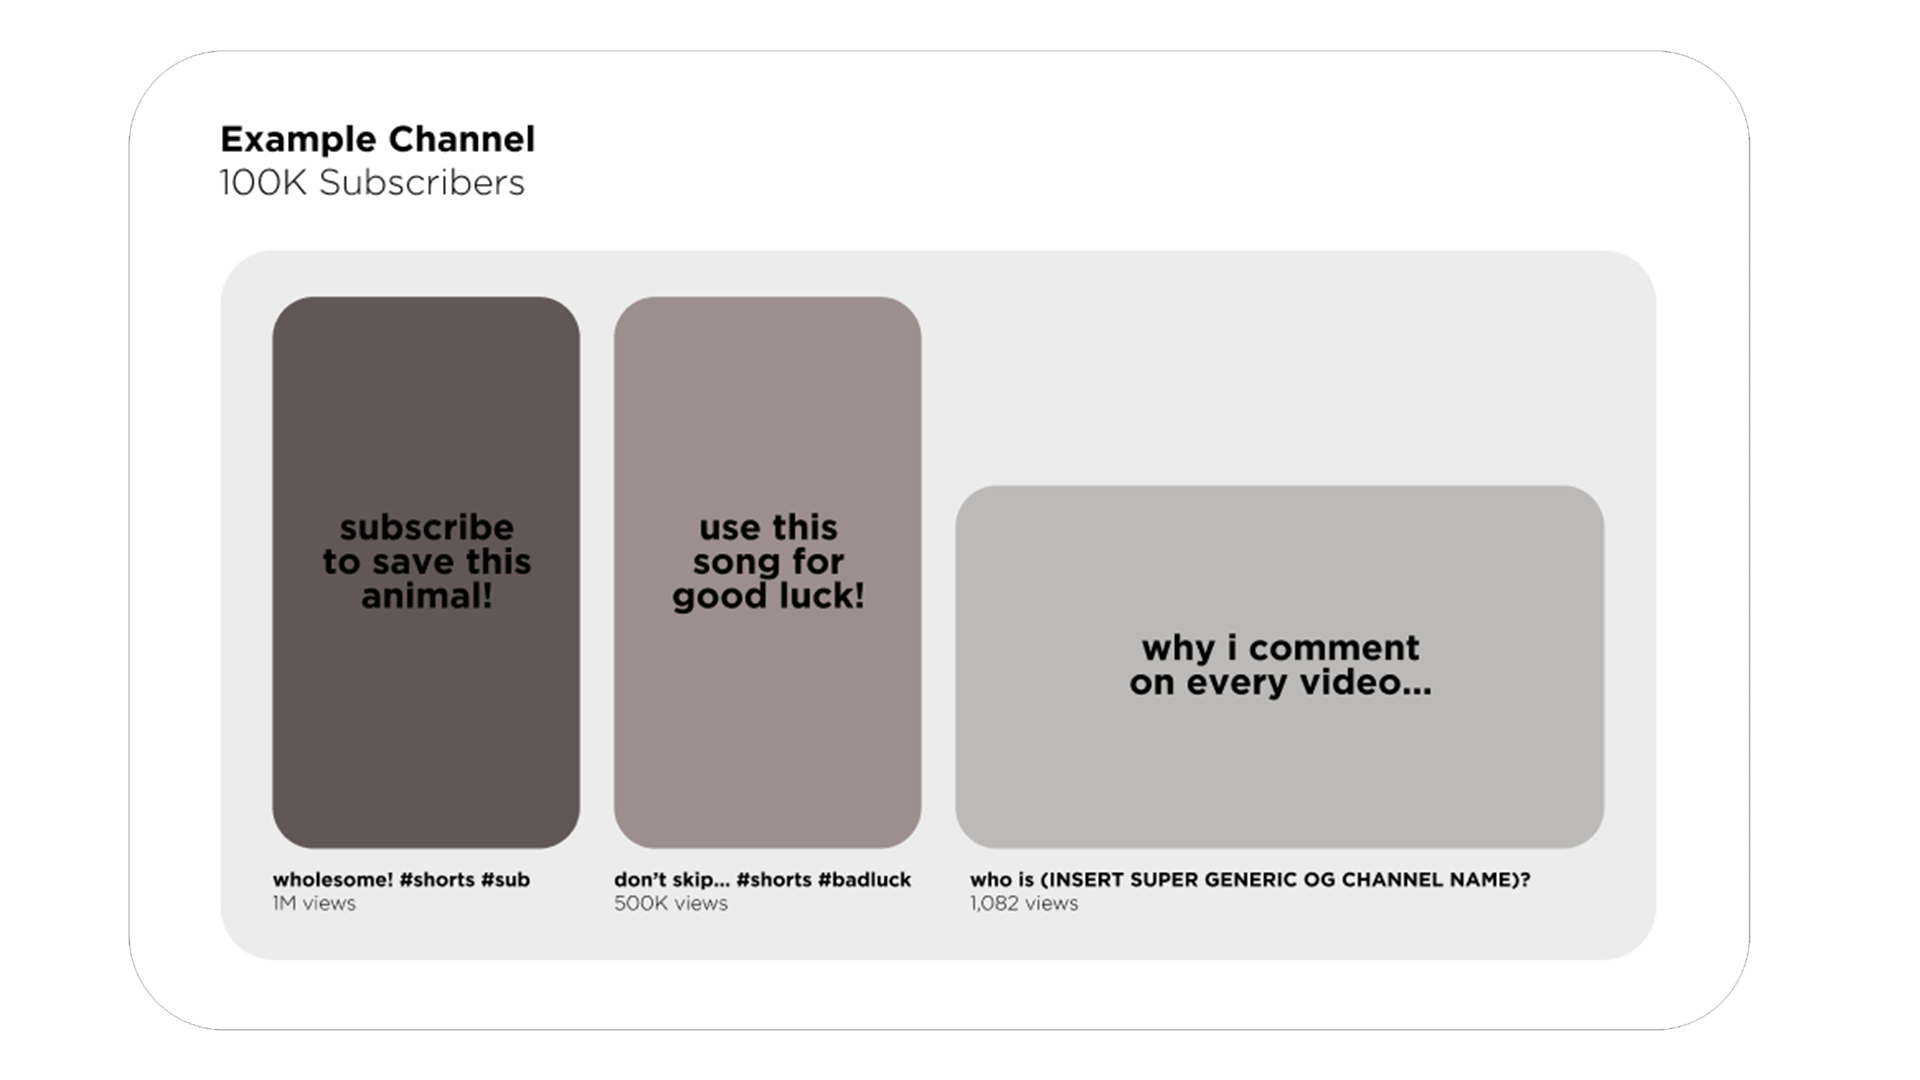 Example Channel
100K Subscribers
subscribe
to save this
animal!
use this
song for
good luck!
why i comment
on every video...
wholesome! #shorts #sub
1M views
don’t skip... #shorts #badluck
500K views
who is (INSERT SUPER GENERIC OG CHANNEL NAME)?
1,082 views